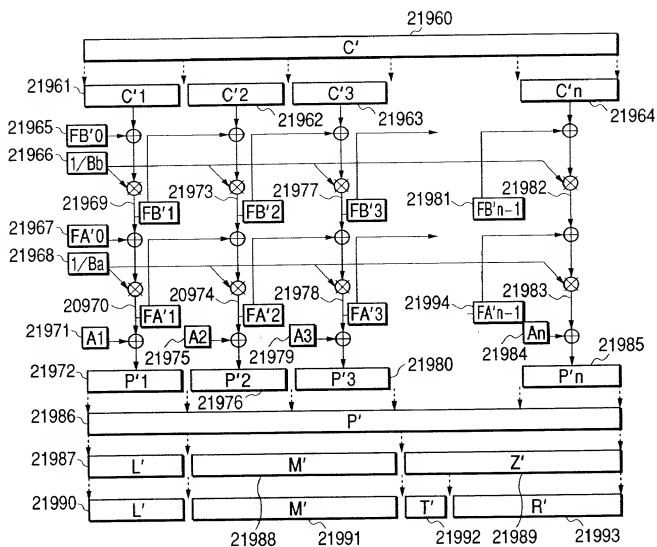 21960
C'
21961
C'1 C'2 C'3 C'n
21962 21963 21964
21965 FB'0
21966 1/Bb
21969 21973 21977 21981 21982
FB'1 FB'2 FB'3 FB'n-1
21967 FA'0
21968 1/Ba
20970 20974 21978 21994 21983
FA'1 FA'2 FA'3 FA'n-1
21971 A1 A2 A3 An
21975 21979 21984
21972 21980 21985
P'1 P'2 P'3 P'n
21976
21986 P'
21987 L' M' Z'
21990 L' M' T' R'
21988 21991 21992 21989 21993